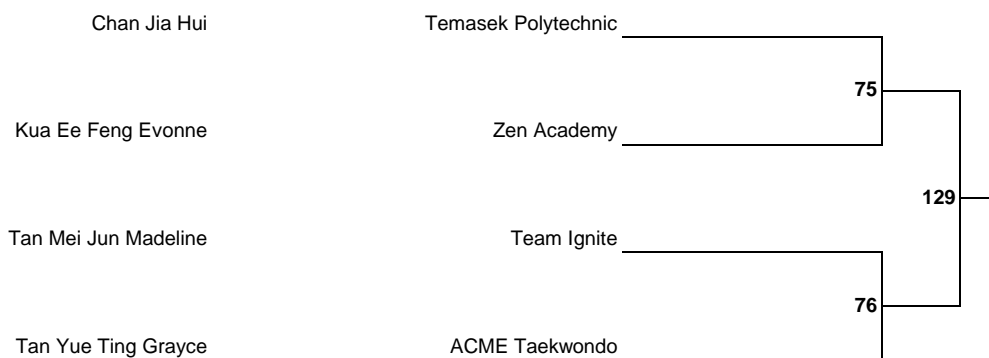 Chan Jia Hui Temasek Polytechnic
75
Kua Ee Feng Evonne Zen Academy
129
Tan Mei Jun Madeline Team Ignite
76
Tan Yue Ting Grayce ACME Taekwondo